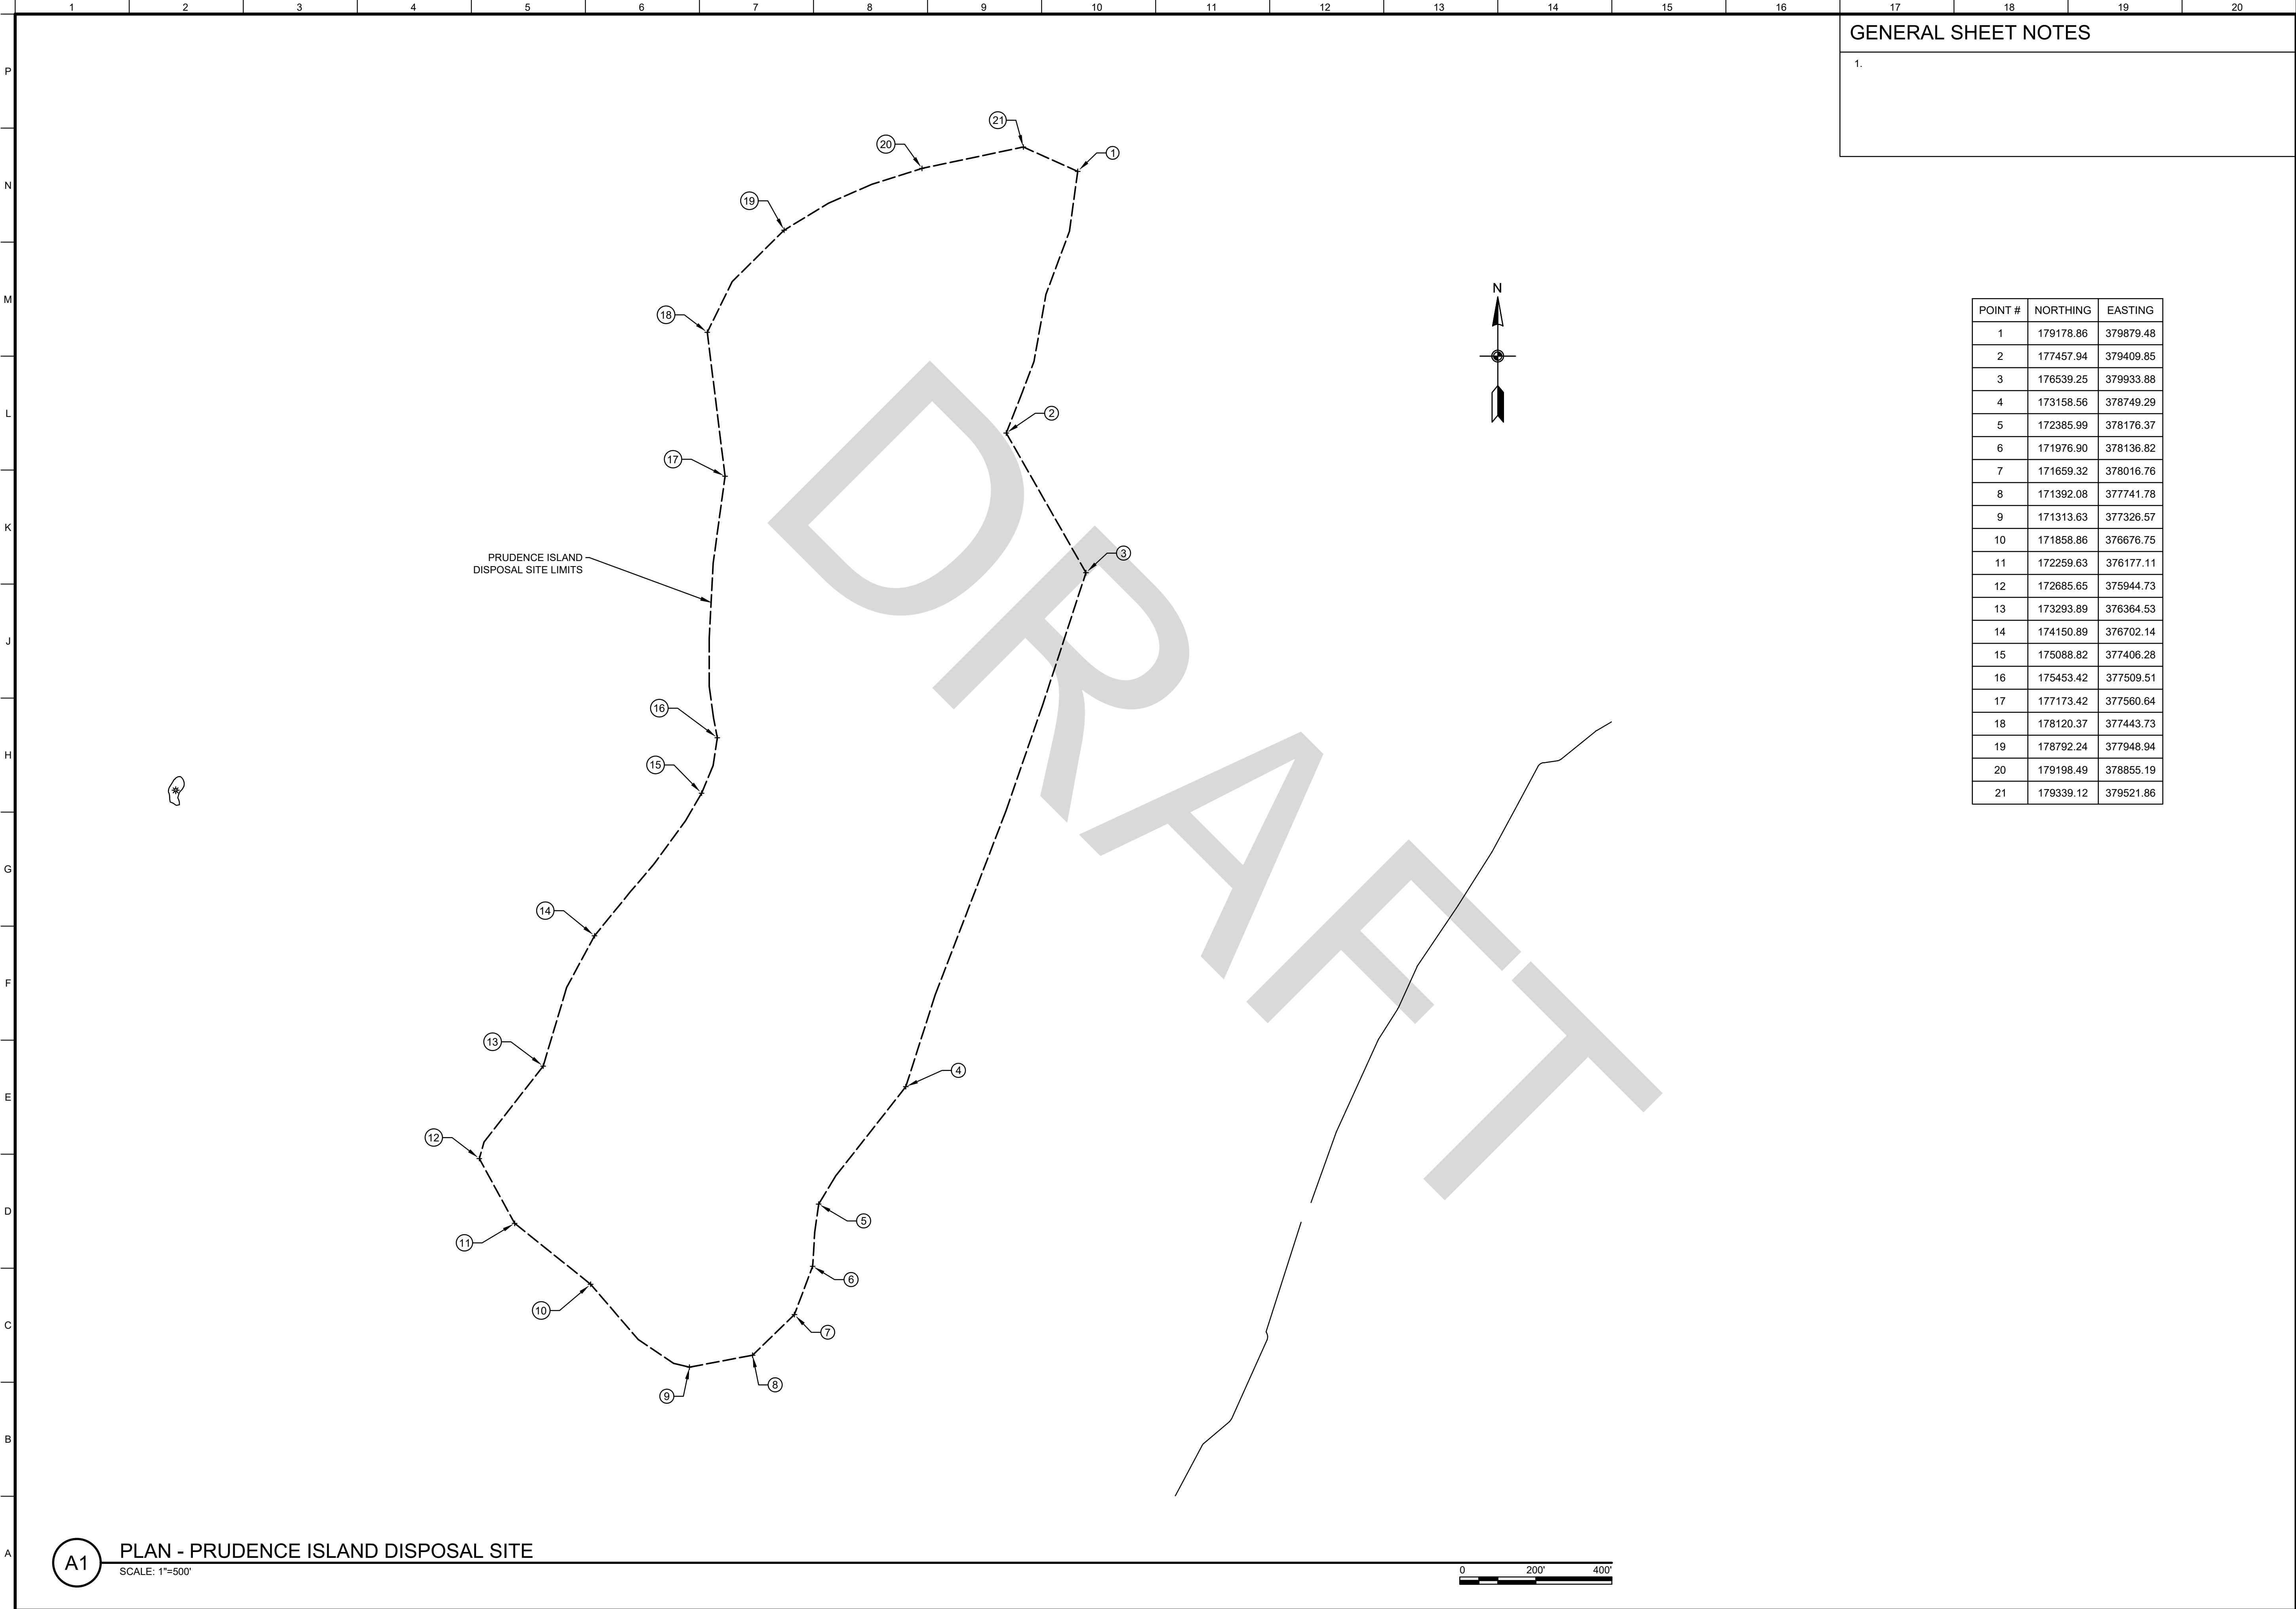 1 2 3 4 5 6 7 8 9 10 11 12 13 14 15 16 17 18 19 20
P
N
M
L
K
J
H
G
F
E
D
C
B
A
GENERAL SHEET NOTES
1.
21
20
1
19
18
2
17
3
PRUDENCE ISLAND
DISPOSAL SITE LIMITS
16
15
14
13
4
12
5
11
6
10
7
8
9
N
DRAFT
POINT # NORTHING EASTING
1 179178.86 379879.48
2 177457.94 379409.85
3 176539.25 379933.88
4 173158.56 378749.29
5 172385.99 378176.37
6 171976.90 378136.82
7 171659.32 378016.76
8 171392.08 377741.78
9 171313.63 377326.57
10 171858.86 376676.75
11 172259.63 376177.11
12 172685.65 375944.73
13 173293.89 376364.53
14 174150.89 376702.14
15 175088.82 377406.28
16 175453.42 377509.51
17 177173.42 377560.64
18 178120.37 377443.73
19 178792.24 377948.94
20 179198.49 378855.19
21 179339.12 379521.86
A1
PLAN - PRUDENCE ISLAND DISPOSAL SITE
SCALE: 1"=500'
0 200' 400'